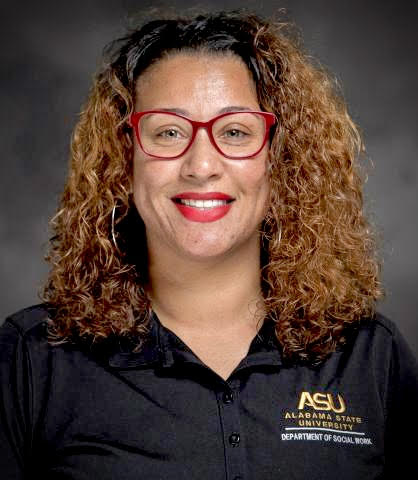 ASU
ALABAMA STATE
UNIVERSITY
DEPARTMENT OF SOCIAL WORK